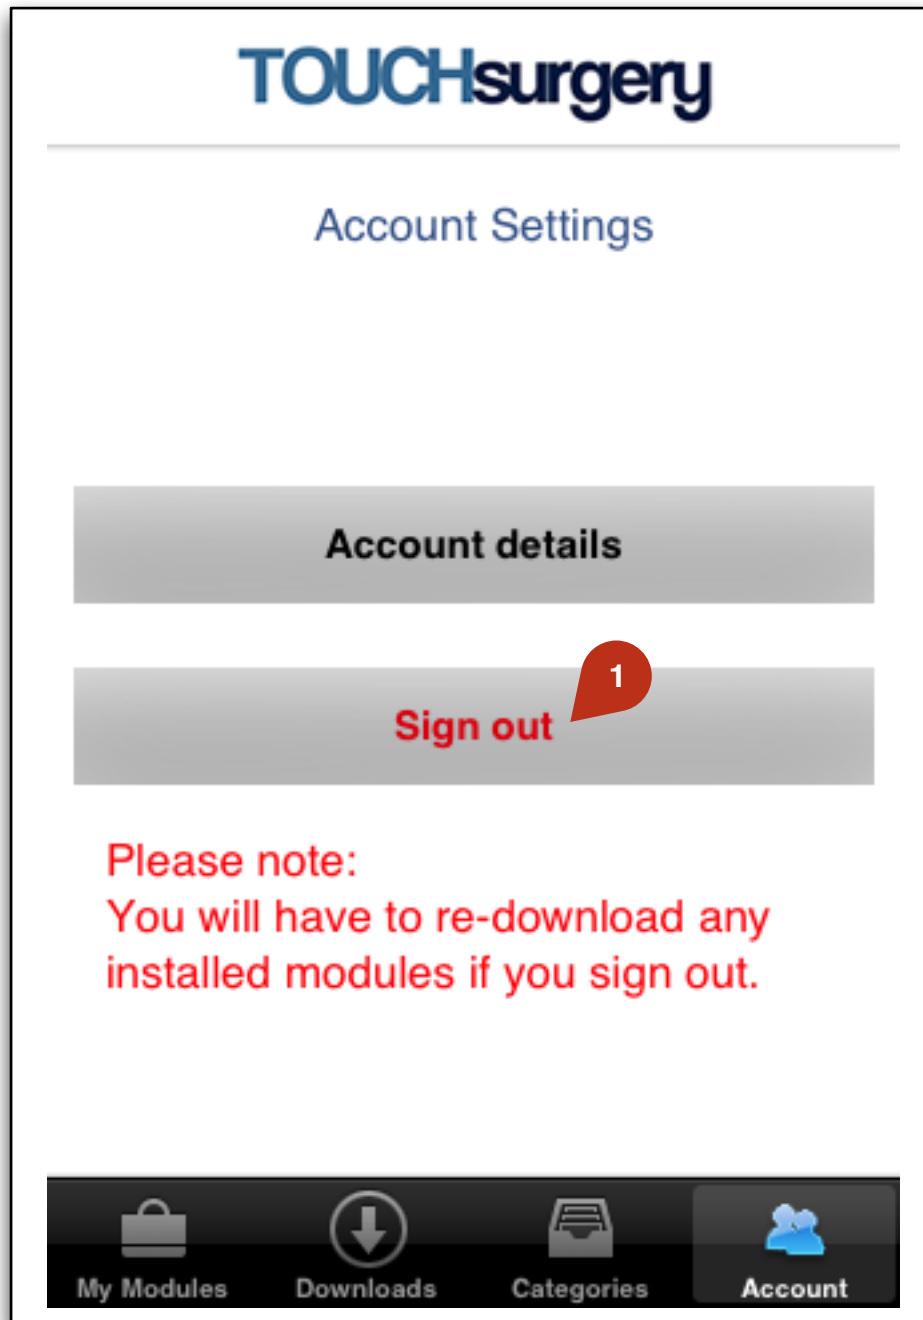 TOUCHsurgery
Account Settings
Account details
1
Sign out
Please note:
You will have to re-download any
installed modules if you sign out.
My Modules Downloads Categories Account